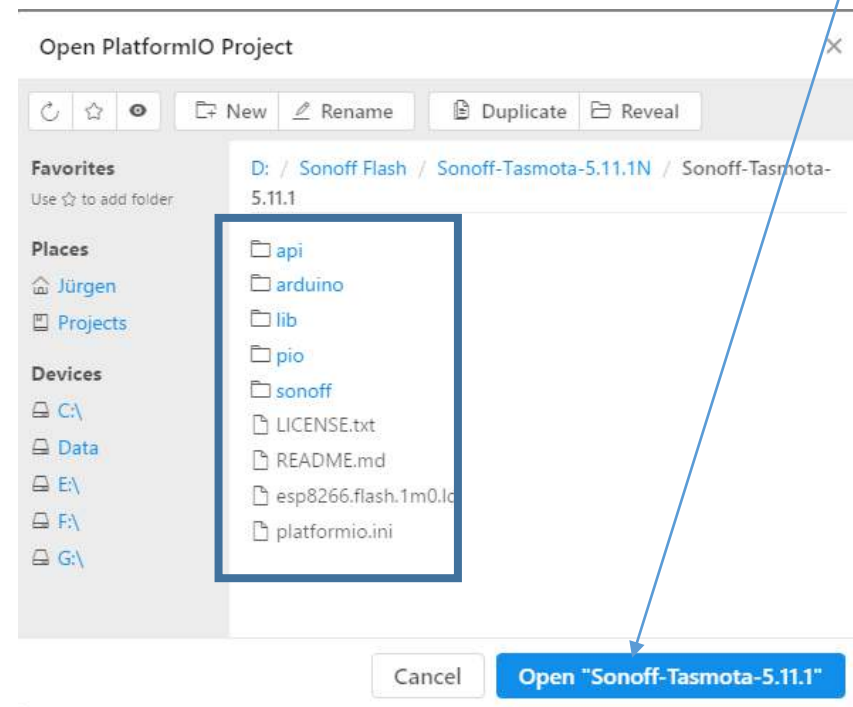 Open PlatformIO Project
New Rename Duplicate Reveal
Favorites
Use to add folder
Places
Jürgen
Projects
Devices
C:\
Data
E:\
F:\
G:\
D: / Sonoff Flash / Sonoff-Tasmota-5.11.1N / Sonoff-Tasmota-
5.11.1
api
arduino
lib
pio
sonoff
LICENSE.txt
README.md
esp8266.flash.1m0.
platformio.ini
Cancel Open "Sonoff-Tasmota-5.11.1"